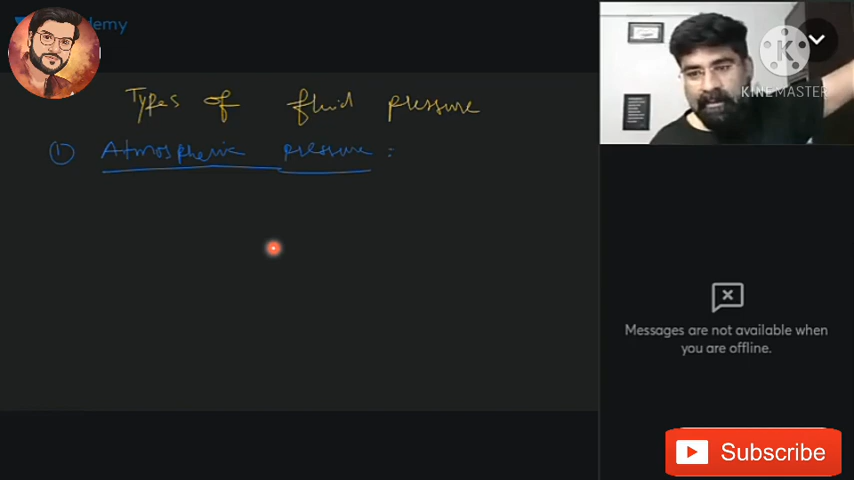 demy
Types of fluid pressure
① Atmospheric pressure :
K
KINEMASTER
Messages are not available when
you are offline.
Subscribe